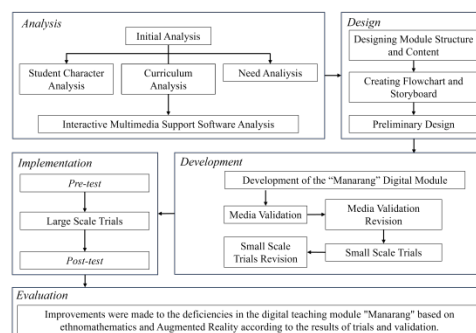 Analysis
Initial Analysis
Student Character
Analysis
Curriculum
Analysis
Need Analisyis
Interactive Multimedia Support Software Analysis
Design
Designing Module Structure
and Content
Creating Flowchart and
Storyboard
Preliminary Design
Implementation
Pre-test
Large Scale Trials
Post-test
Development
Development of the “Manarang” Digital Module
Media Validation
Media Validation
Revision
Small Scale
Trials Revision
Small Scale Trials
Evaluation
Improvements were made to the deficiencies in the digital teaching module "Manarang" based on
ethnomathematics and Augmented Reality according to the results of trials and validation.